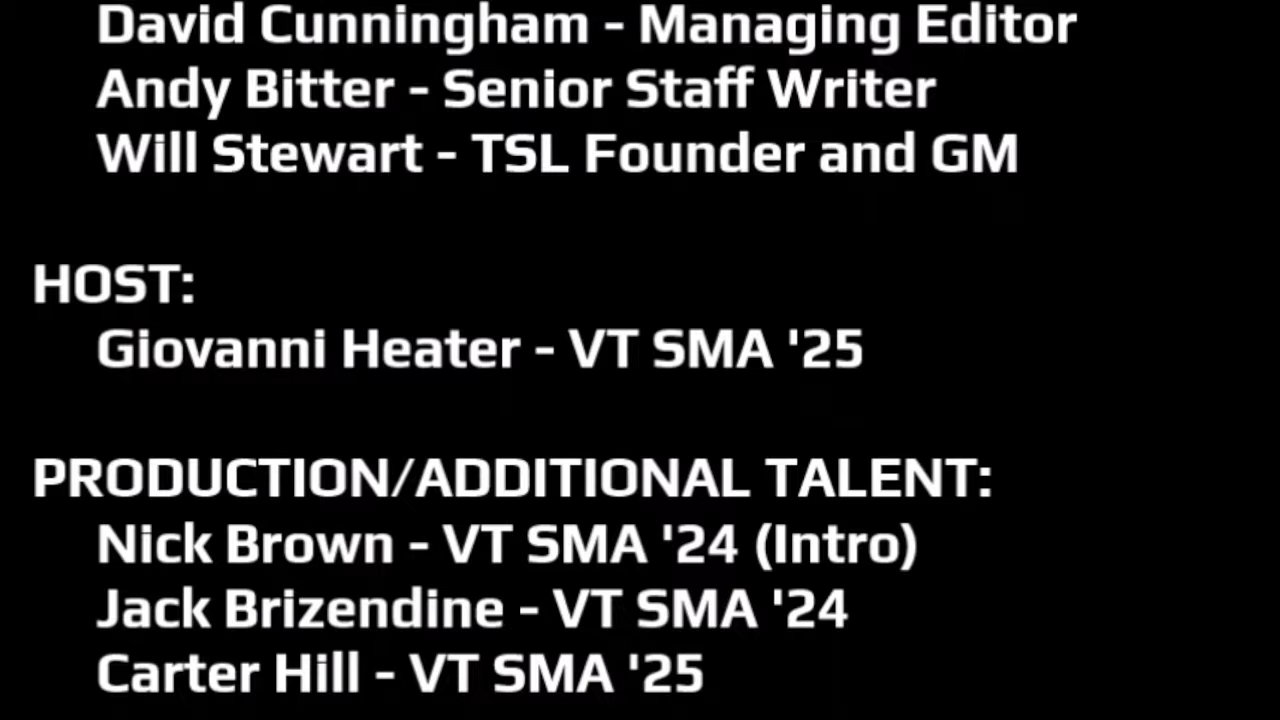 David Cunningham - Managing Editor
Andy Bitter - Senior Staff Writer
Will Stewart - TSL Founder and GM
HOST:
Giovanni Heater - VT SMA '25
PRODUCTION/ADDITIONAL TALENT:
Nick Brown - VT SMA '24 (Intro)
Jack Brizendine - VT SMA '24
Carter Hill - VT SMA '25